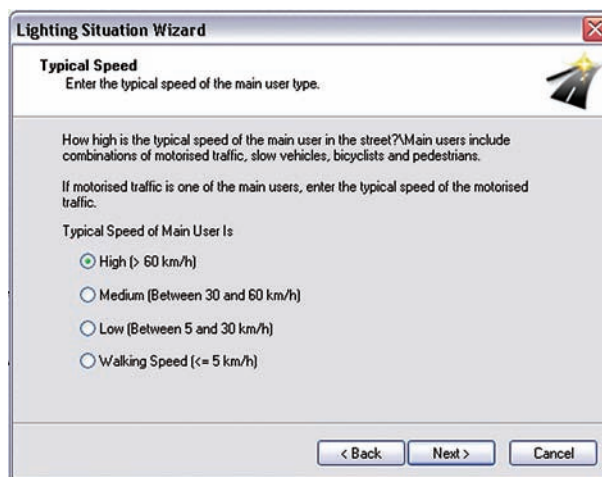 Lighting Situation Wizard
Typical Speed
Enter the typical speed of the main user type.
How high is the typical speed of the main user in the street?\Main users include
combinations of motorised traffic, slow vehicles, bicyclists and pedestrians.
If motorised traffic is one of the main users, enter the typical speed of the motorised
traffic.
Typical Speed of Main User Is
High (> 60 km/h)
Medium (Between 30 and 60 km/h)
Low (Between 5 and 30 km/h)
Walking Speed (<= 5 km/h)
< Back Next > Cancel